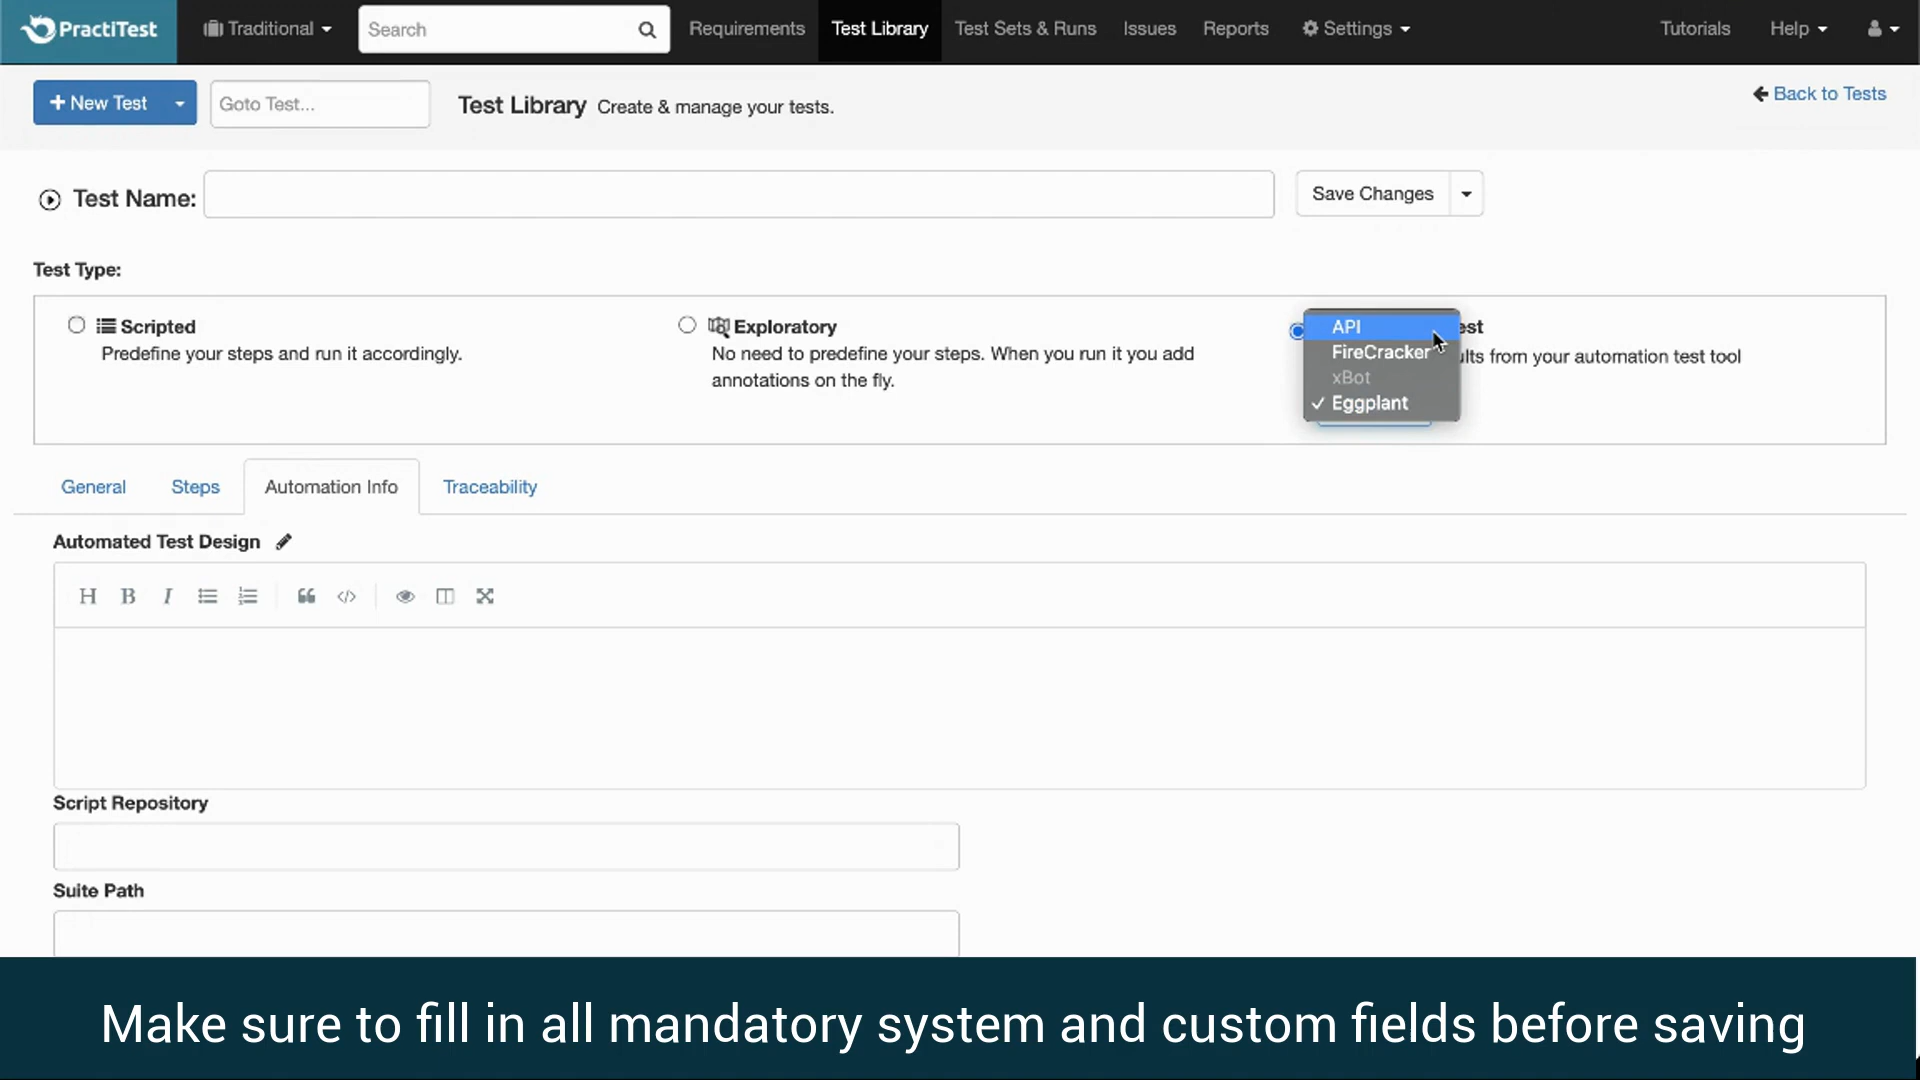 PractiTest
Traditional
Search
Requirements
Test Library
Test Sets & Runs
Issues
Reports
Settings
Tutorials
Help
+ New Test
Goto Test...
Test Library Create & manage your tests.
Back to Tests
Test Name:
Save Changes
Test Type:
Scripted
Predefine your steps and run it accordingly.
Exploratory
No need to predefine your steps. When you run it you add
annotations on the fly.
API
FireCracker
xBot
✓ Eggplant
est
ults from your automation test tool
General
Steps
Automation Info
Traceability
Automated Test Design
H B I
Script Repository
Suite Path
Make sure to fill in all mandatory system and custom fields before saving